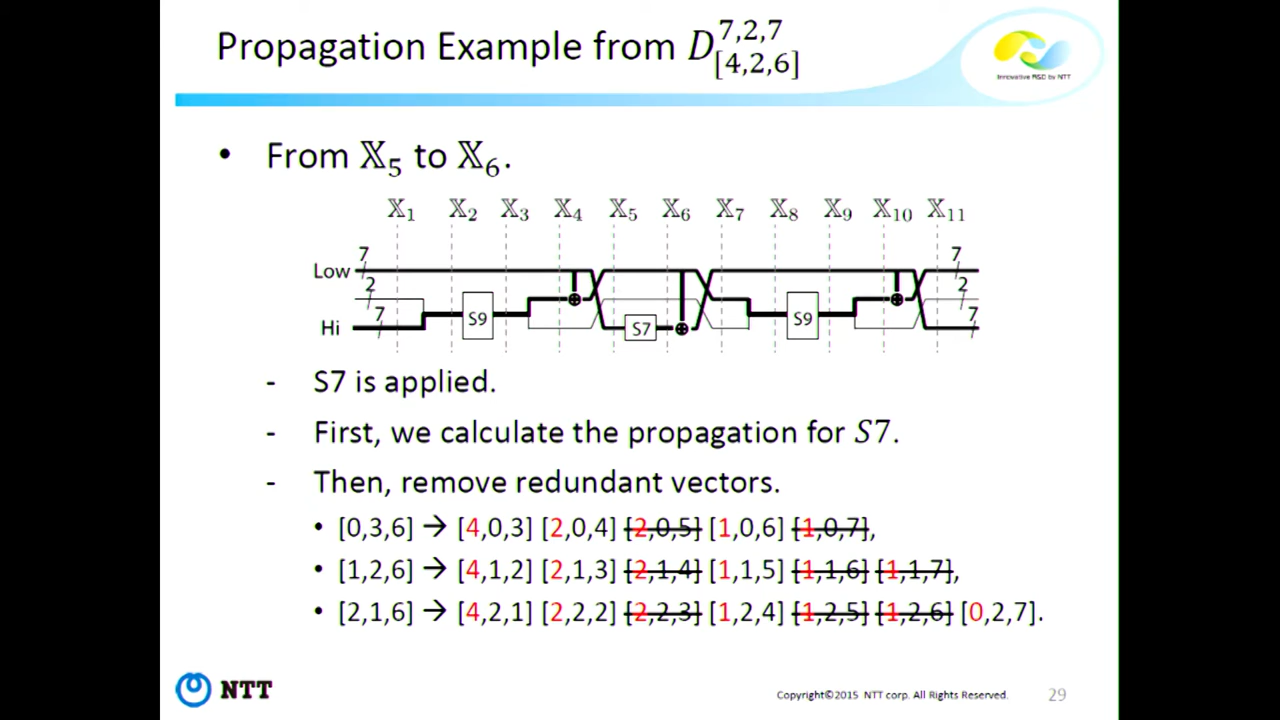 Propagation Example from D^{7,2,7}_{[4,2,6]}
Innovative R&D by NTT
• From 𝕏₅ to 𝕏₆.
𝕏₁ 𝕏₂ 𝕏₃ 𝕏₄ 𝕏₅ 𝕏₆ 𝕏₇ 𝕏₈ 𝕏₉ 𝕏₁₀ 𝕏₁₁
7 7
Low
2 2
7 S9 S9 7
Hi S7
- S7 is applied.
- First, we calculate the propagation for S7.
- Then, remove redundant vectors.
• [0,3,6] → [4,0,3] [2,0,4] [2,0,5] [1,0,6] [1,0,7],
• [1,2,6] → [4,1,2] [2,1,3] [2,1,4] [1,1,5] [1,1,6] [1,1,7],
• [2,1,6] → [4,2,1] [2,2,2] [2,2,3] [1,2,4] [1,2,5] [1,2,6] [0,2,7].
NTT
Copyright©2015 NTT corp. All Rights Reserved.
29